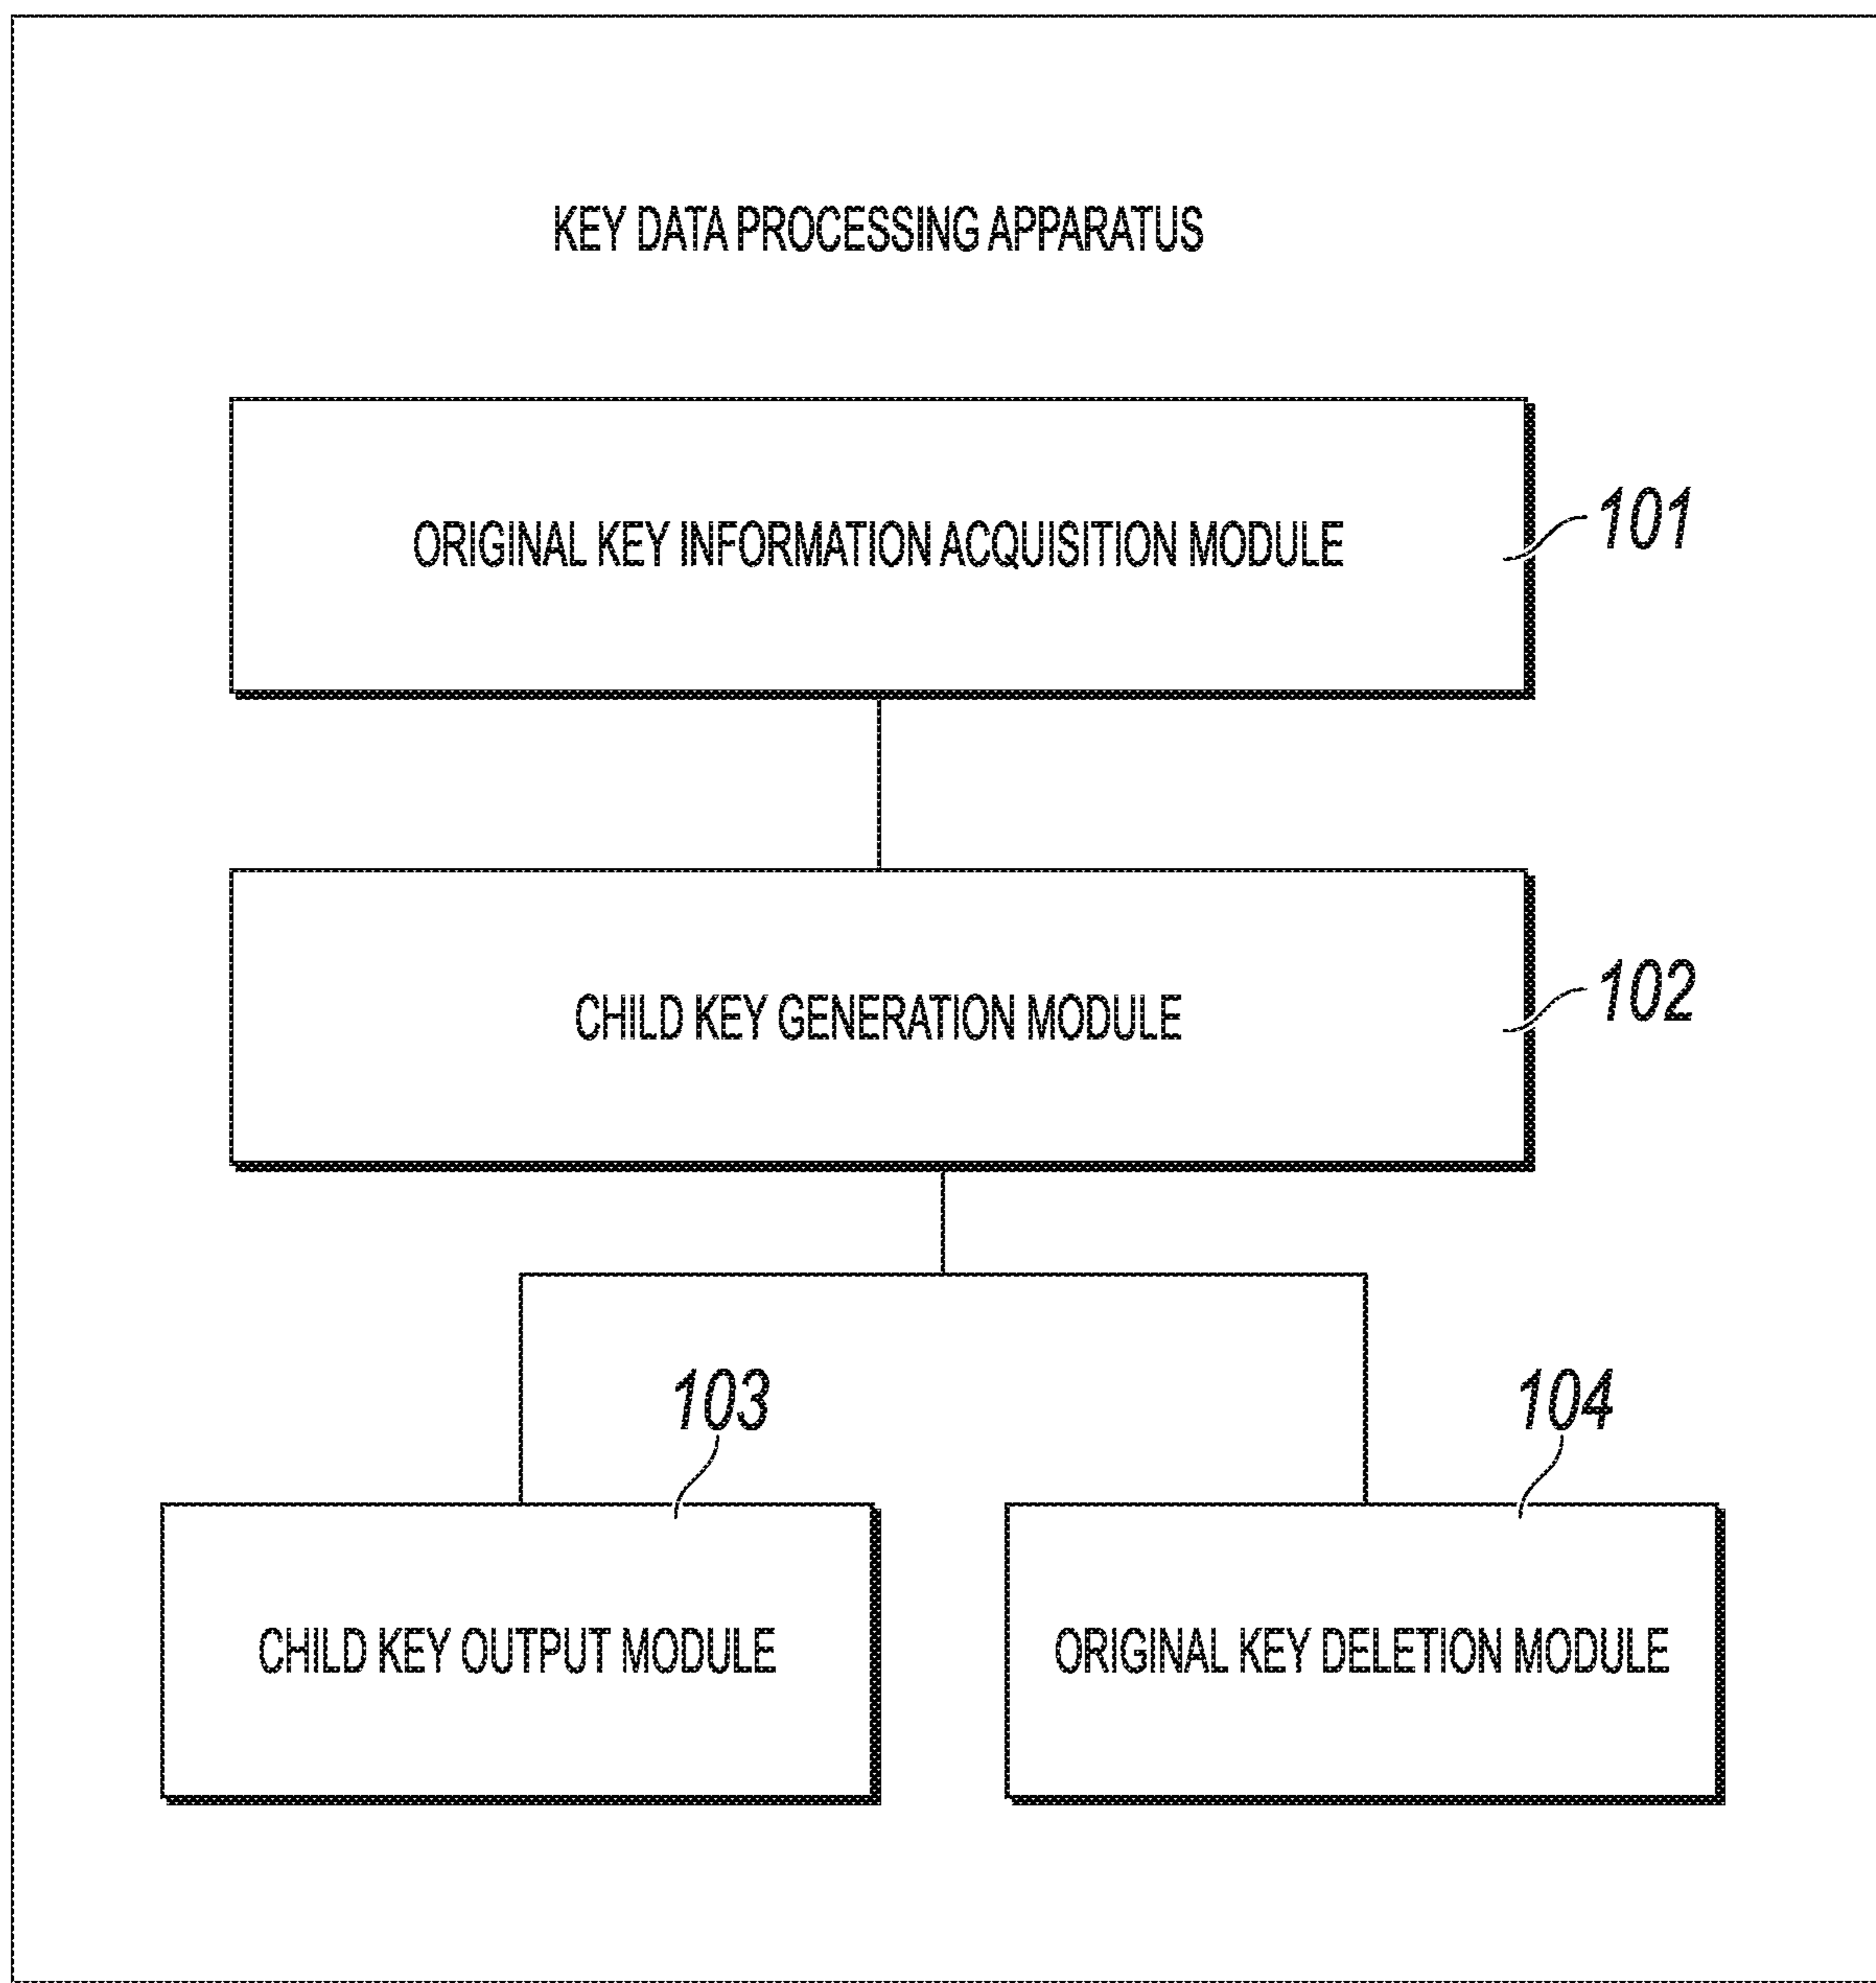 KEY DATA PROCESSING APPARATUS
ORIGINAL KEY INFORMATION ACQUISITION MODULE
101
CHILD KEY GENERATION MODULE
102
103
104
CHILD KEY OUTPUT MODULE
ORIGINAL KEY DELETION MODULE